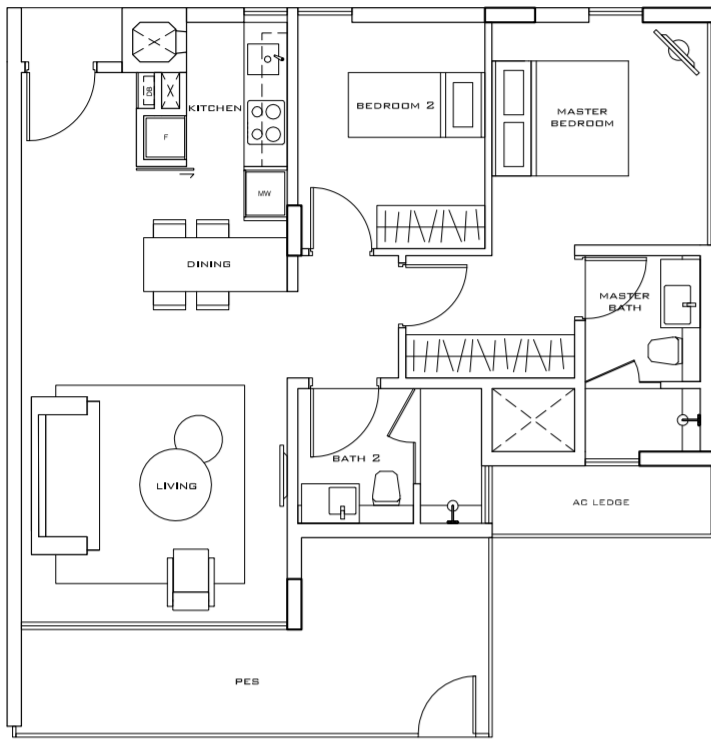 DB
KITCHEN
F
MW
BEDROOM 2
MASTER
BEDROOM
DINING
MASTER
BATH
LIVING
BATH 2
AC LEDGE
PES